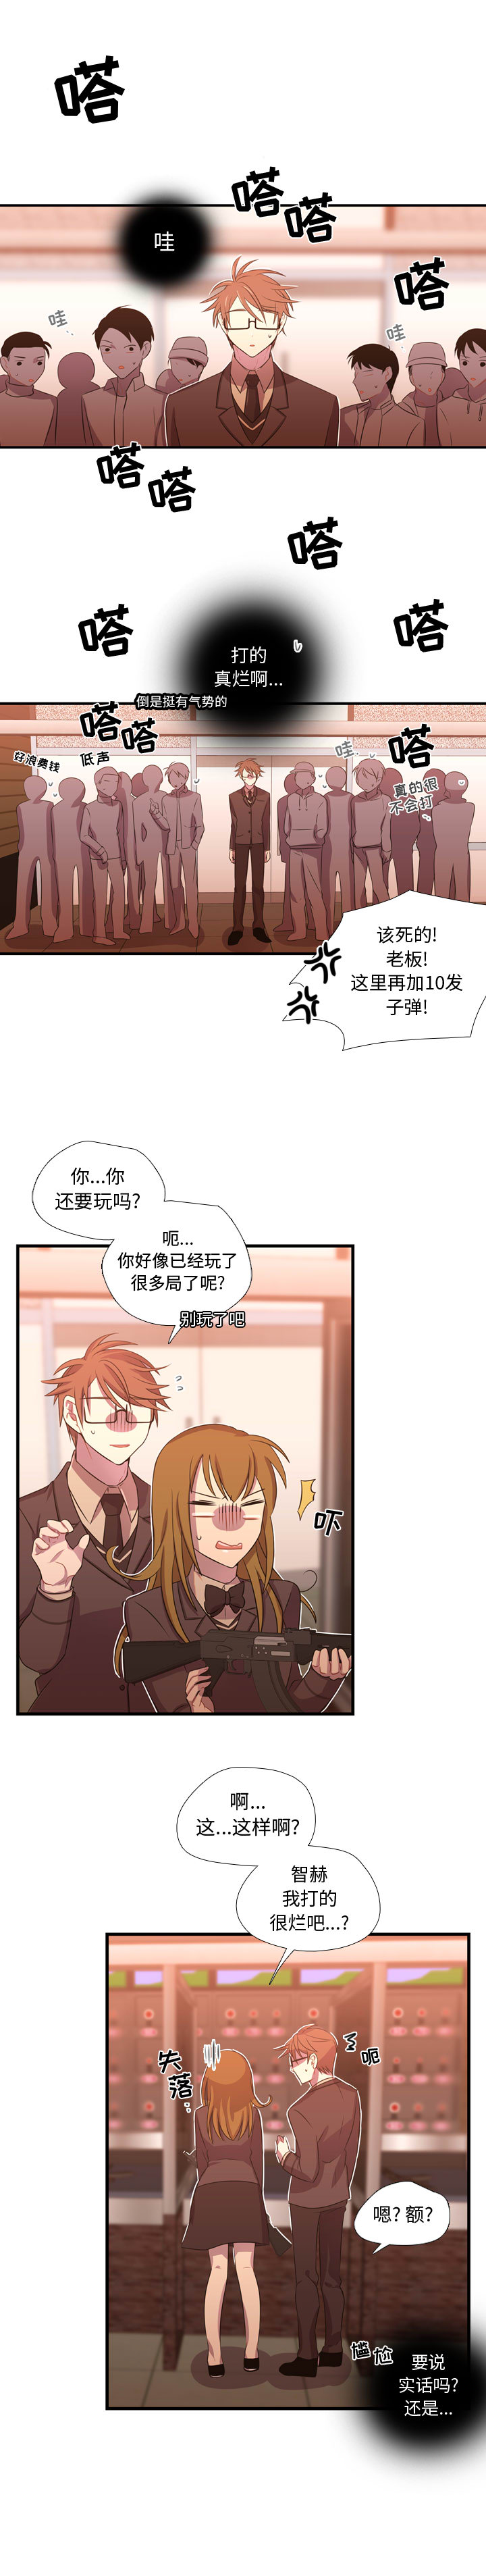 嗒
嗒
嗒
哇
嗒
哇
哇
嗒
嗒
嗒
嗒
嗒
打的
真烂啊...
倒是挺有气势的
嗒
嗒
嗒
好浪费钱
低声
哇
真的很
不会打
该死的!
老板!
这里再加10发
子弹!
你...你
还要玩吗?
呃...
你好像已经玩了
很多局了呢?
别玩了吧
吓
啊...
这...这样啊?
智赫
我打的
很烂吧...?
失
落
呃
嗯? 额?
尴尬
要说
实话吗?
还是...